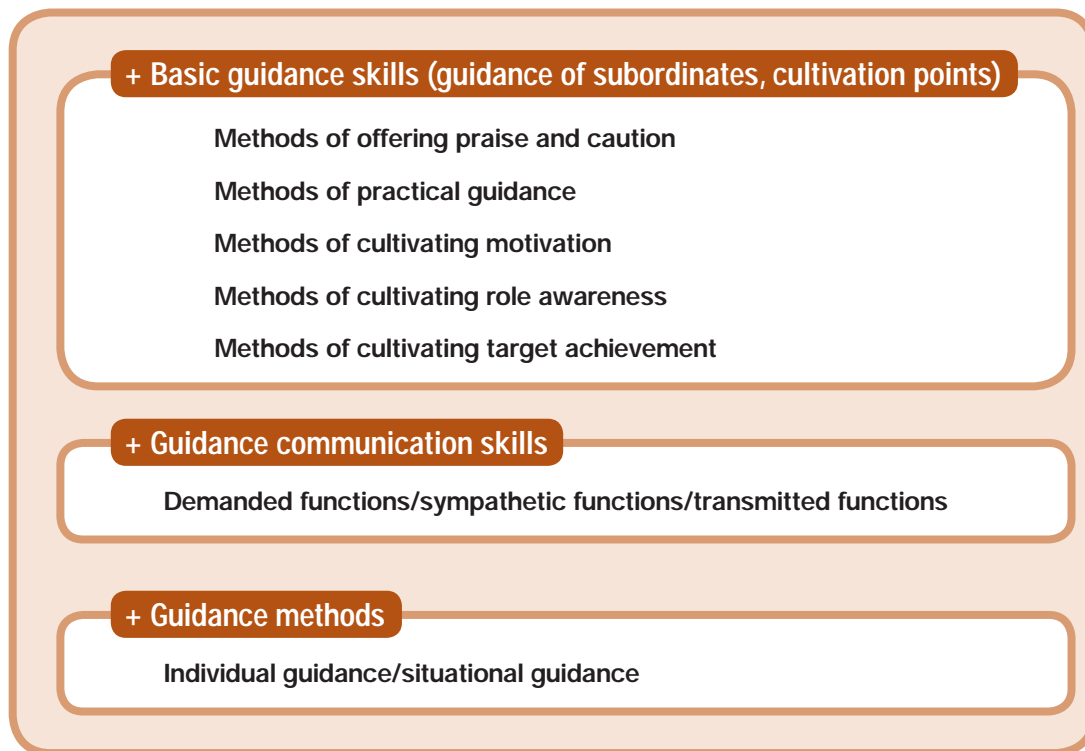 + Basic guidance skills (guidance of subordinates, cultivation points)
Methods of offering praise and caution
Methods of practical guidance
Methods of cultivating motivation
Methods of cultivating role awareness
Methods of cultivating target achievement
+ Guidance communication skills
Demanded functions/sympathetic functions/transmitted functions
+ Guidance methods
Individual guidance/situational guidance